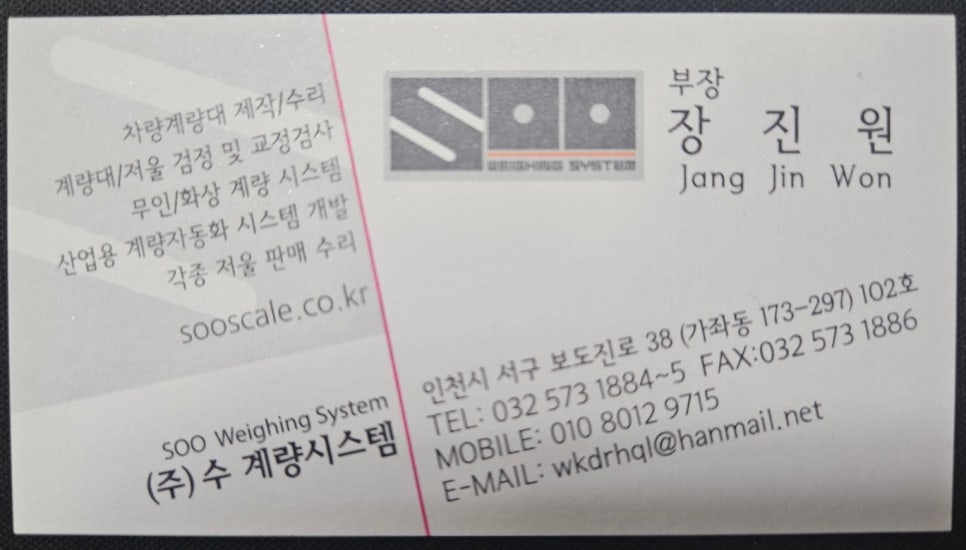 차량계량대 제작/수리
계량대/저울 검정 및 교정검사
무인/화상 계량 시스템
산업용 계량자동화 시스템 개발
각종 저울 판매 수리
sooscale.co.kr
SOO Weighing System
(주) 수 계량시스템
SOO
WEIGHING SYSTEM
부장
장 진 원
Jang Jin Won
인천시 서구 보도진로 38 (가좌동 173-297) 102호
TEL: 032 573 1884~5 FAX:032 573 1886
MOBILE: 010 8012 9715
E-MAIL: wkdrhql@hanmail.net